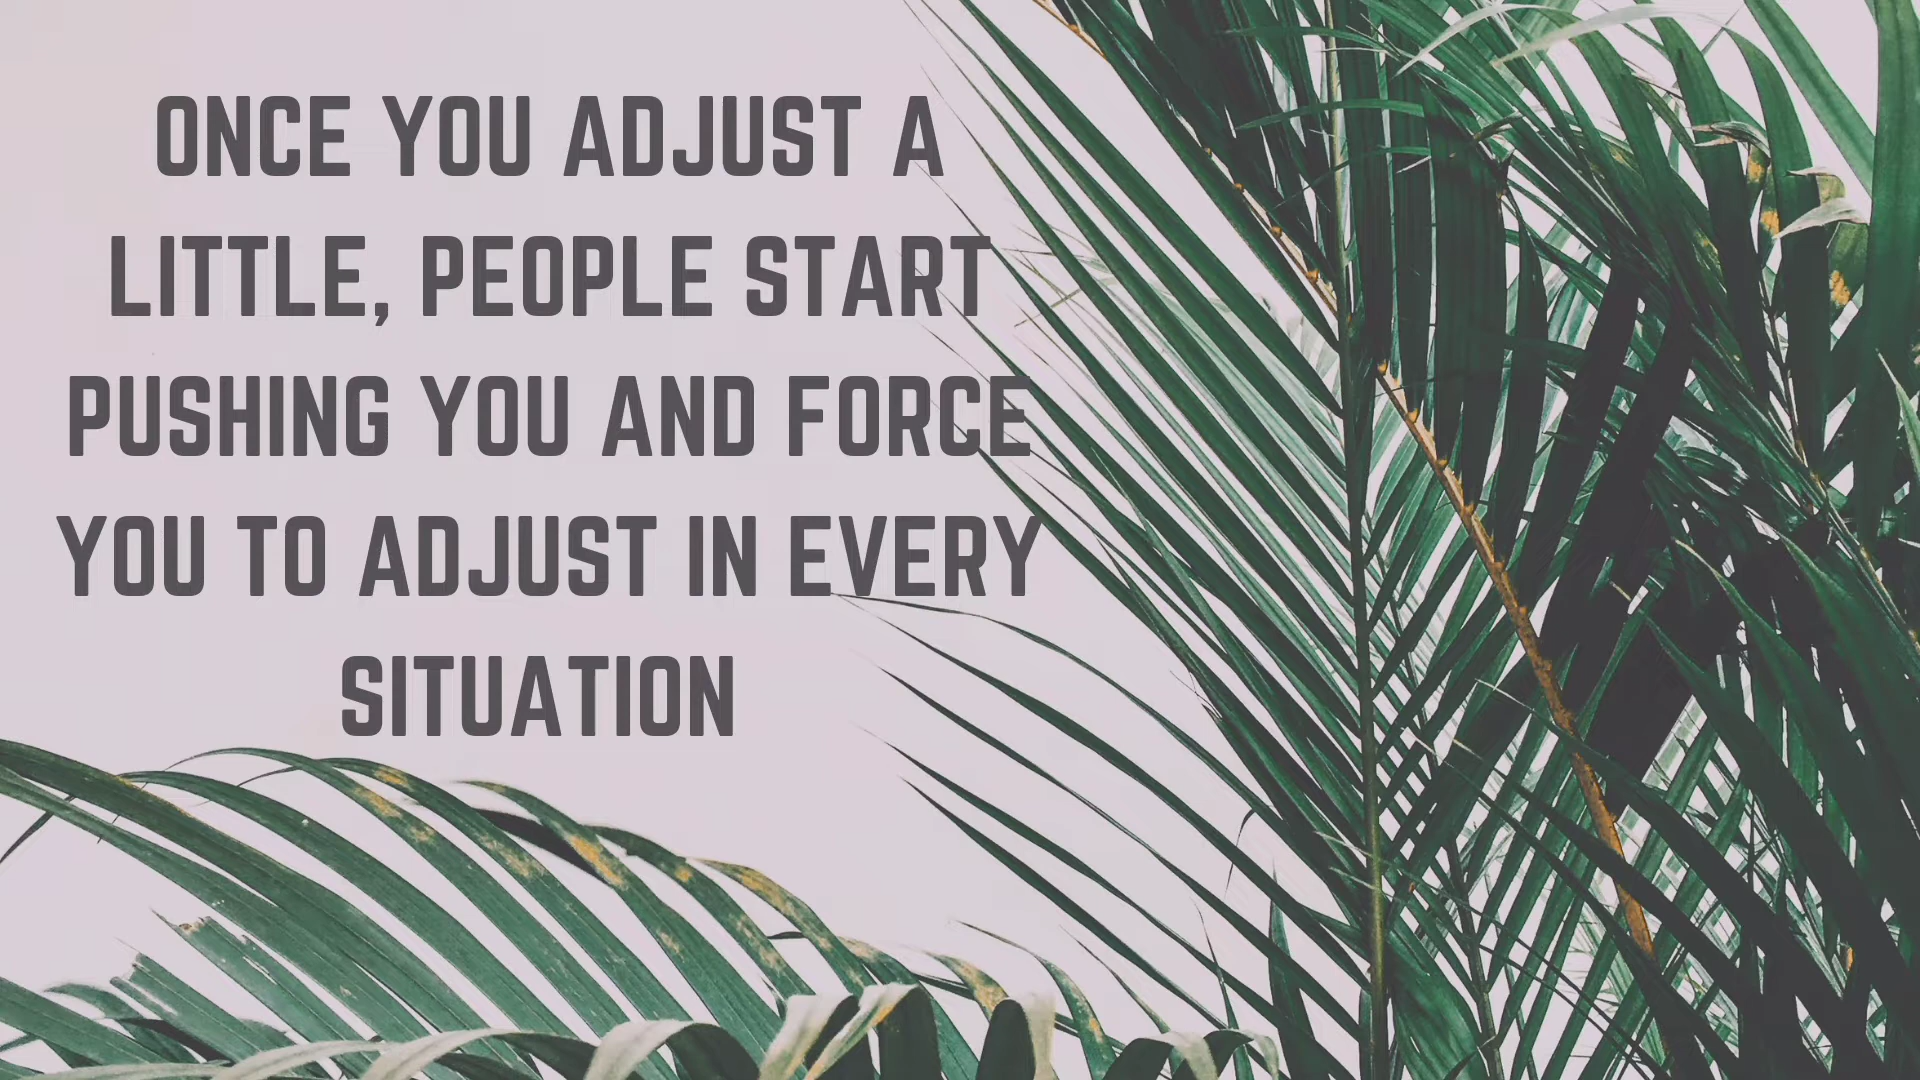 ONCE YOU ADJUST A
LITTLE, PEOPLE START
PUSHING YOU AND FORCE
YOU TO ADJUST IN EVERY
SITUATION